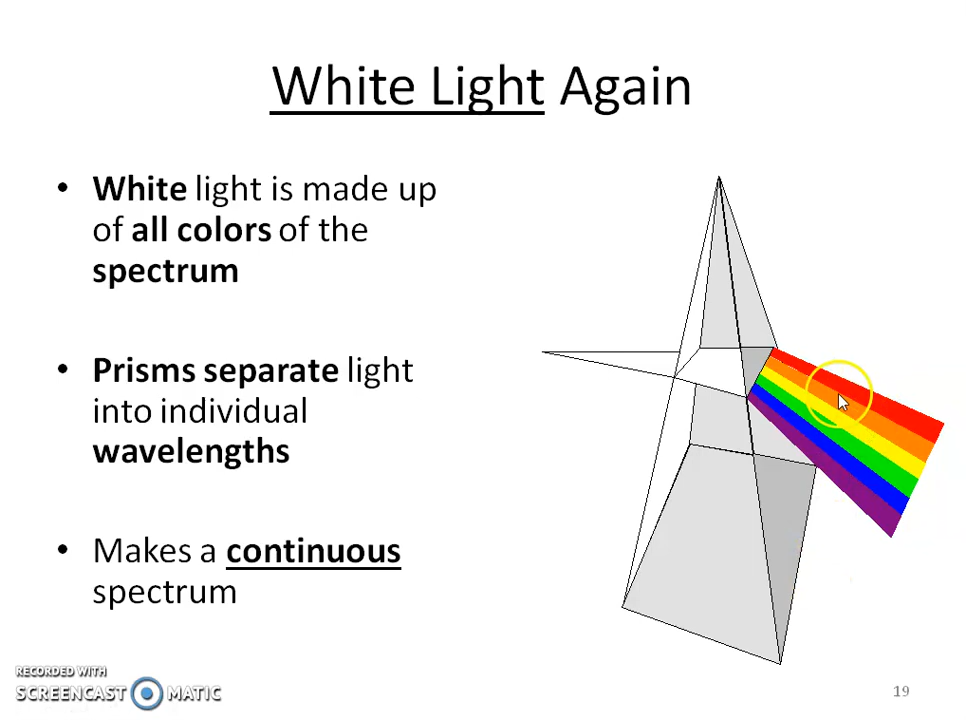 White Light Again
• White light is made up
of all colors of the
spectrum
• Prisms separate light
into individual
wavelengths
• Makes a continuous
spectrum
RECORDED WITH
SCREENCAST MATIC
19